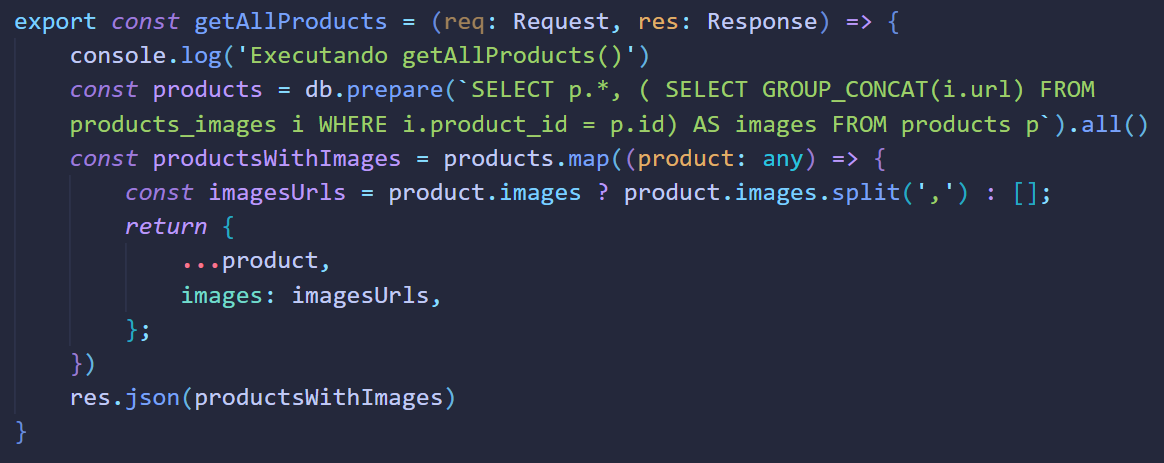 export const getAllProducts = (req: Request, res: Response) => {
    console.log('Executando getAllProducts()')
    const products = db.prepare(`SELECT p.*, ( SELECT GROUP_CONCAT(i.url) FROM
    products_images i WHERE i.product_id = p.id) AS images FROM products p`).all()
    const productsWithImages = products.map((product: any) => {
        const imagesUrls = product.images ? product.images.split(',') : [];
        return {
            ...product,
            images: imagesUrls,
        };
    })
    res.json(productsWithImages)
}